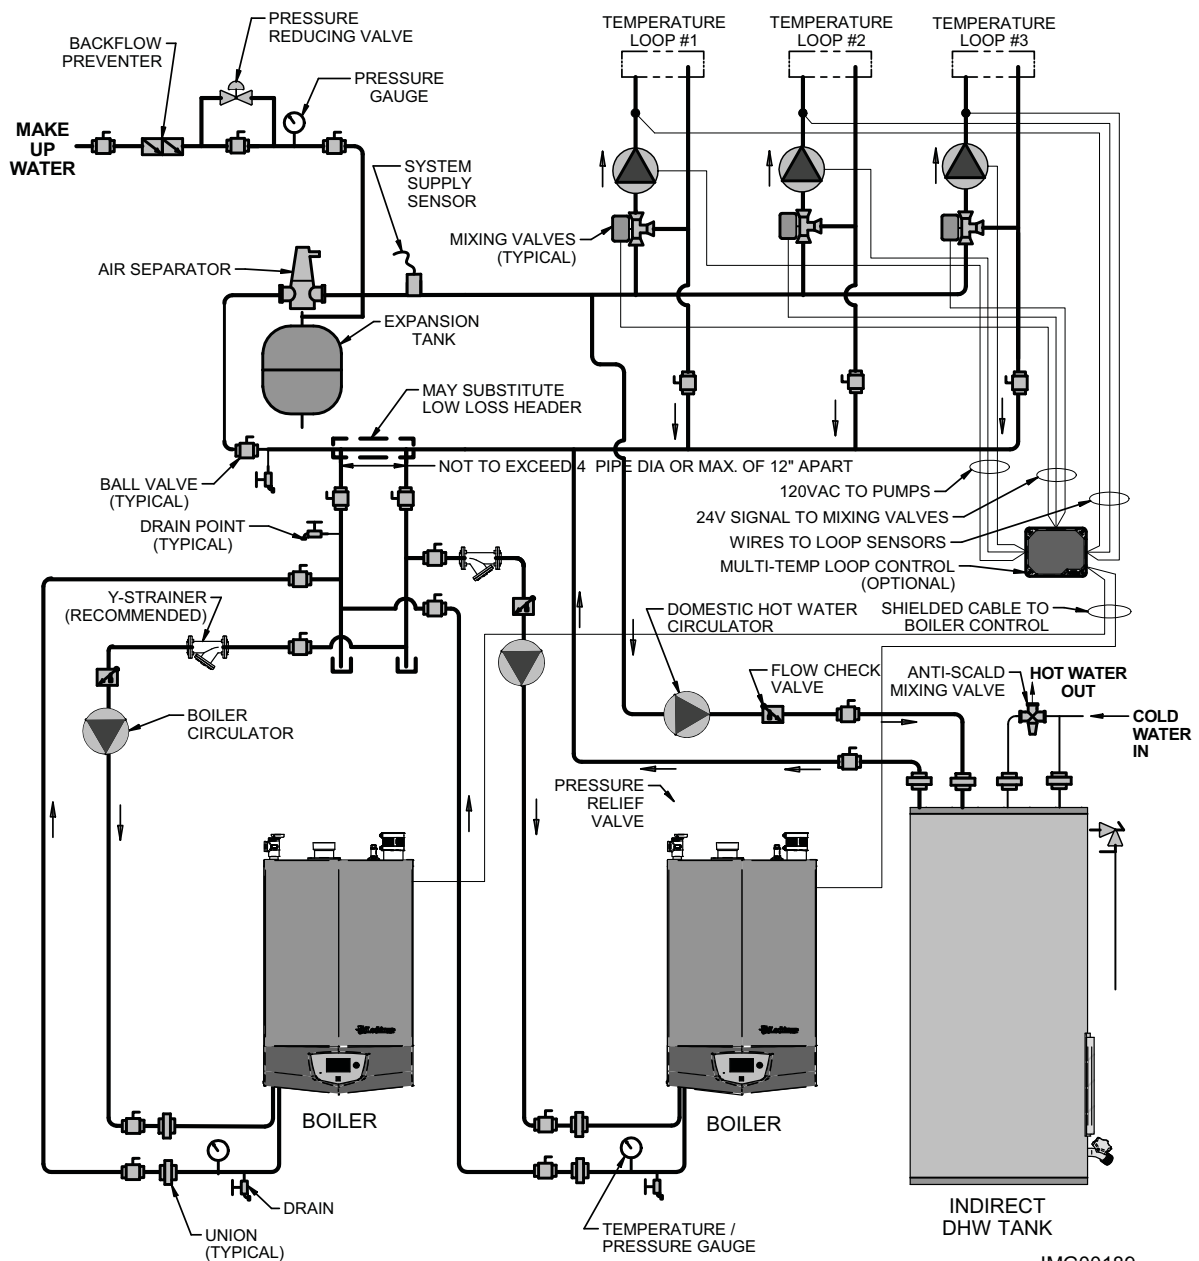 PRESSURE
REDUCING VALVE
BACKFLOW
PREVENTER
PRESSURE
GAUGE
MAKE
UP
WATER
TEMPERATURE
LOOP #1
TEMPERATURE
LOOP #2
TEMPERATURE
LOOP #3
SYSTEM
SUPPLY
SENSOR
MIXING VALVES
(TYPICAL)
AIR SEPARATOR
EXPANSION
TANK
MAY SUBSTITUTE
LOW LOSS HEADER
NOT TO EXCEED 4 PIPE DIA OR MAX. OF 12" APART
BALL VALVE
(TYPICAL)
120VAC TO PUMPS
24V SIGNAL TO MIXING VALVES
DRAIN POINT
(TYPICAL)
WIRES TO LOOP SENSORS
MULTI-TEMP LOOP CONTROL
(OPTIONAL)
Y-STRAINER
(RECOMMENDED)
DOMESTIC HOT WATER
CIRCULATOR
SHIELDED CABLE TO
BOILER CONTROL
FLOW CHECK
VALVE
ANTI-SCALD
MIXING VALVE
HOT WATER
OUT
COLD
WATER
IN
BOILER
CIRCULATOR
PRESSURE
RELIEF
VALVE
BOILER
BOILER
DRAIN
UNION
(TYPICAL)
TEMPERATURE /
PRESSURE GAUGE
INDIRECT
DHW TANK